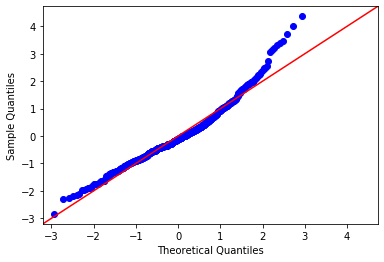 4
3
2
1
0
−1
−2
−3
Sample Quantiles
−3 −2 −1 0 1 2 3 4
Theoretical Quantiles